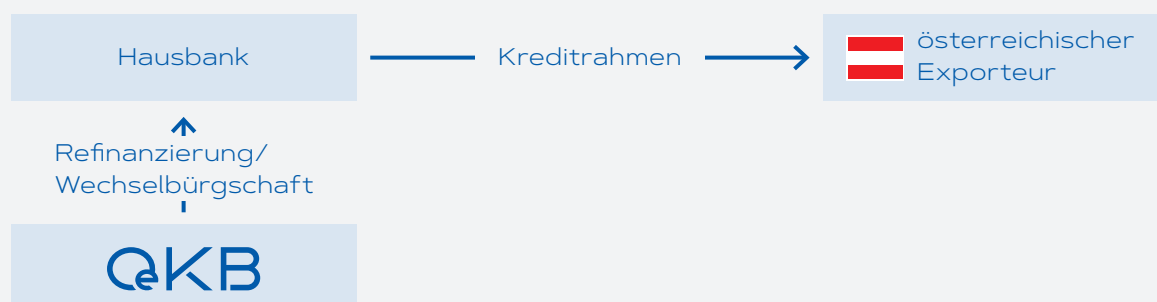 Hausbank
Kreditrahmen
österreichischer
Exporteur
Refinanzierung/
Wechselbürgschaft
OeKB